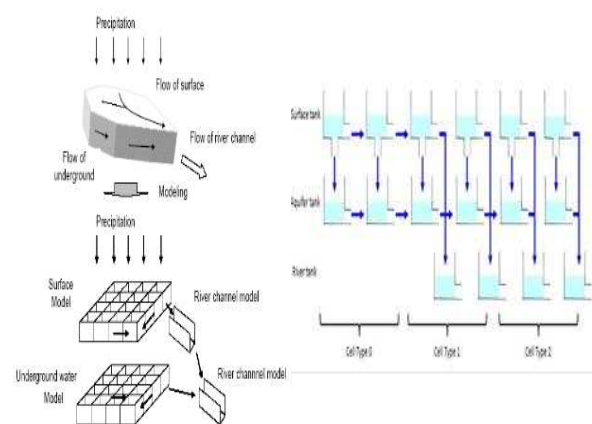 Precipitation
Flow of surface
Flow of river channel
Flow of
underground
Modeling
Precipitation
Surface
Model
River channel model
Underground water
Model
River channnel model
Surface tank
Aquifer tank
River tank
Cell Type 0
Cell Type 1
Cell Type 2